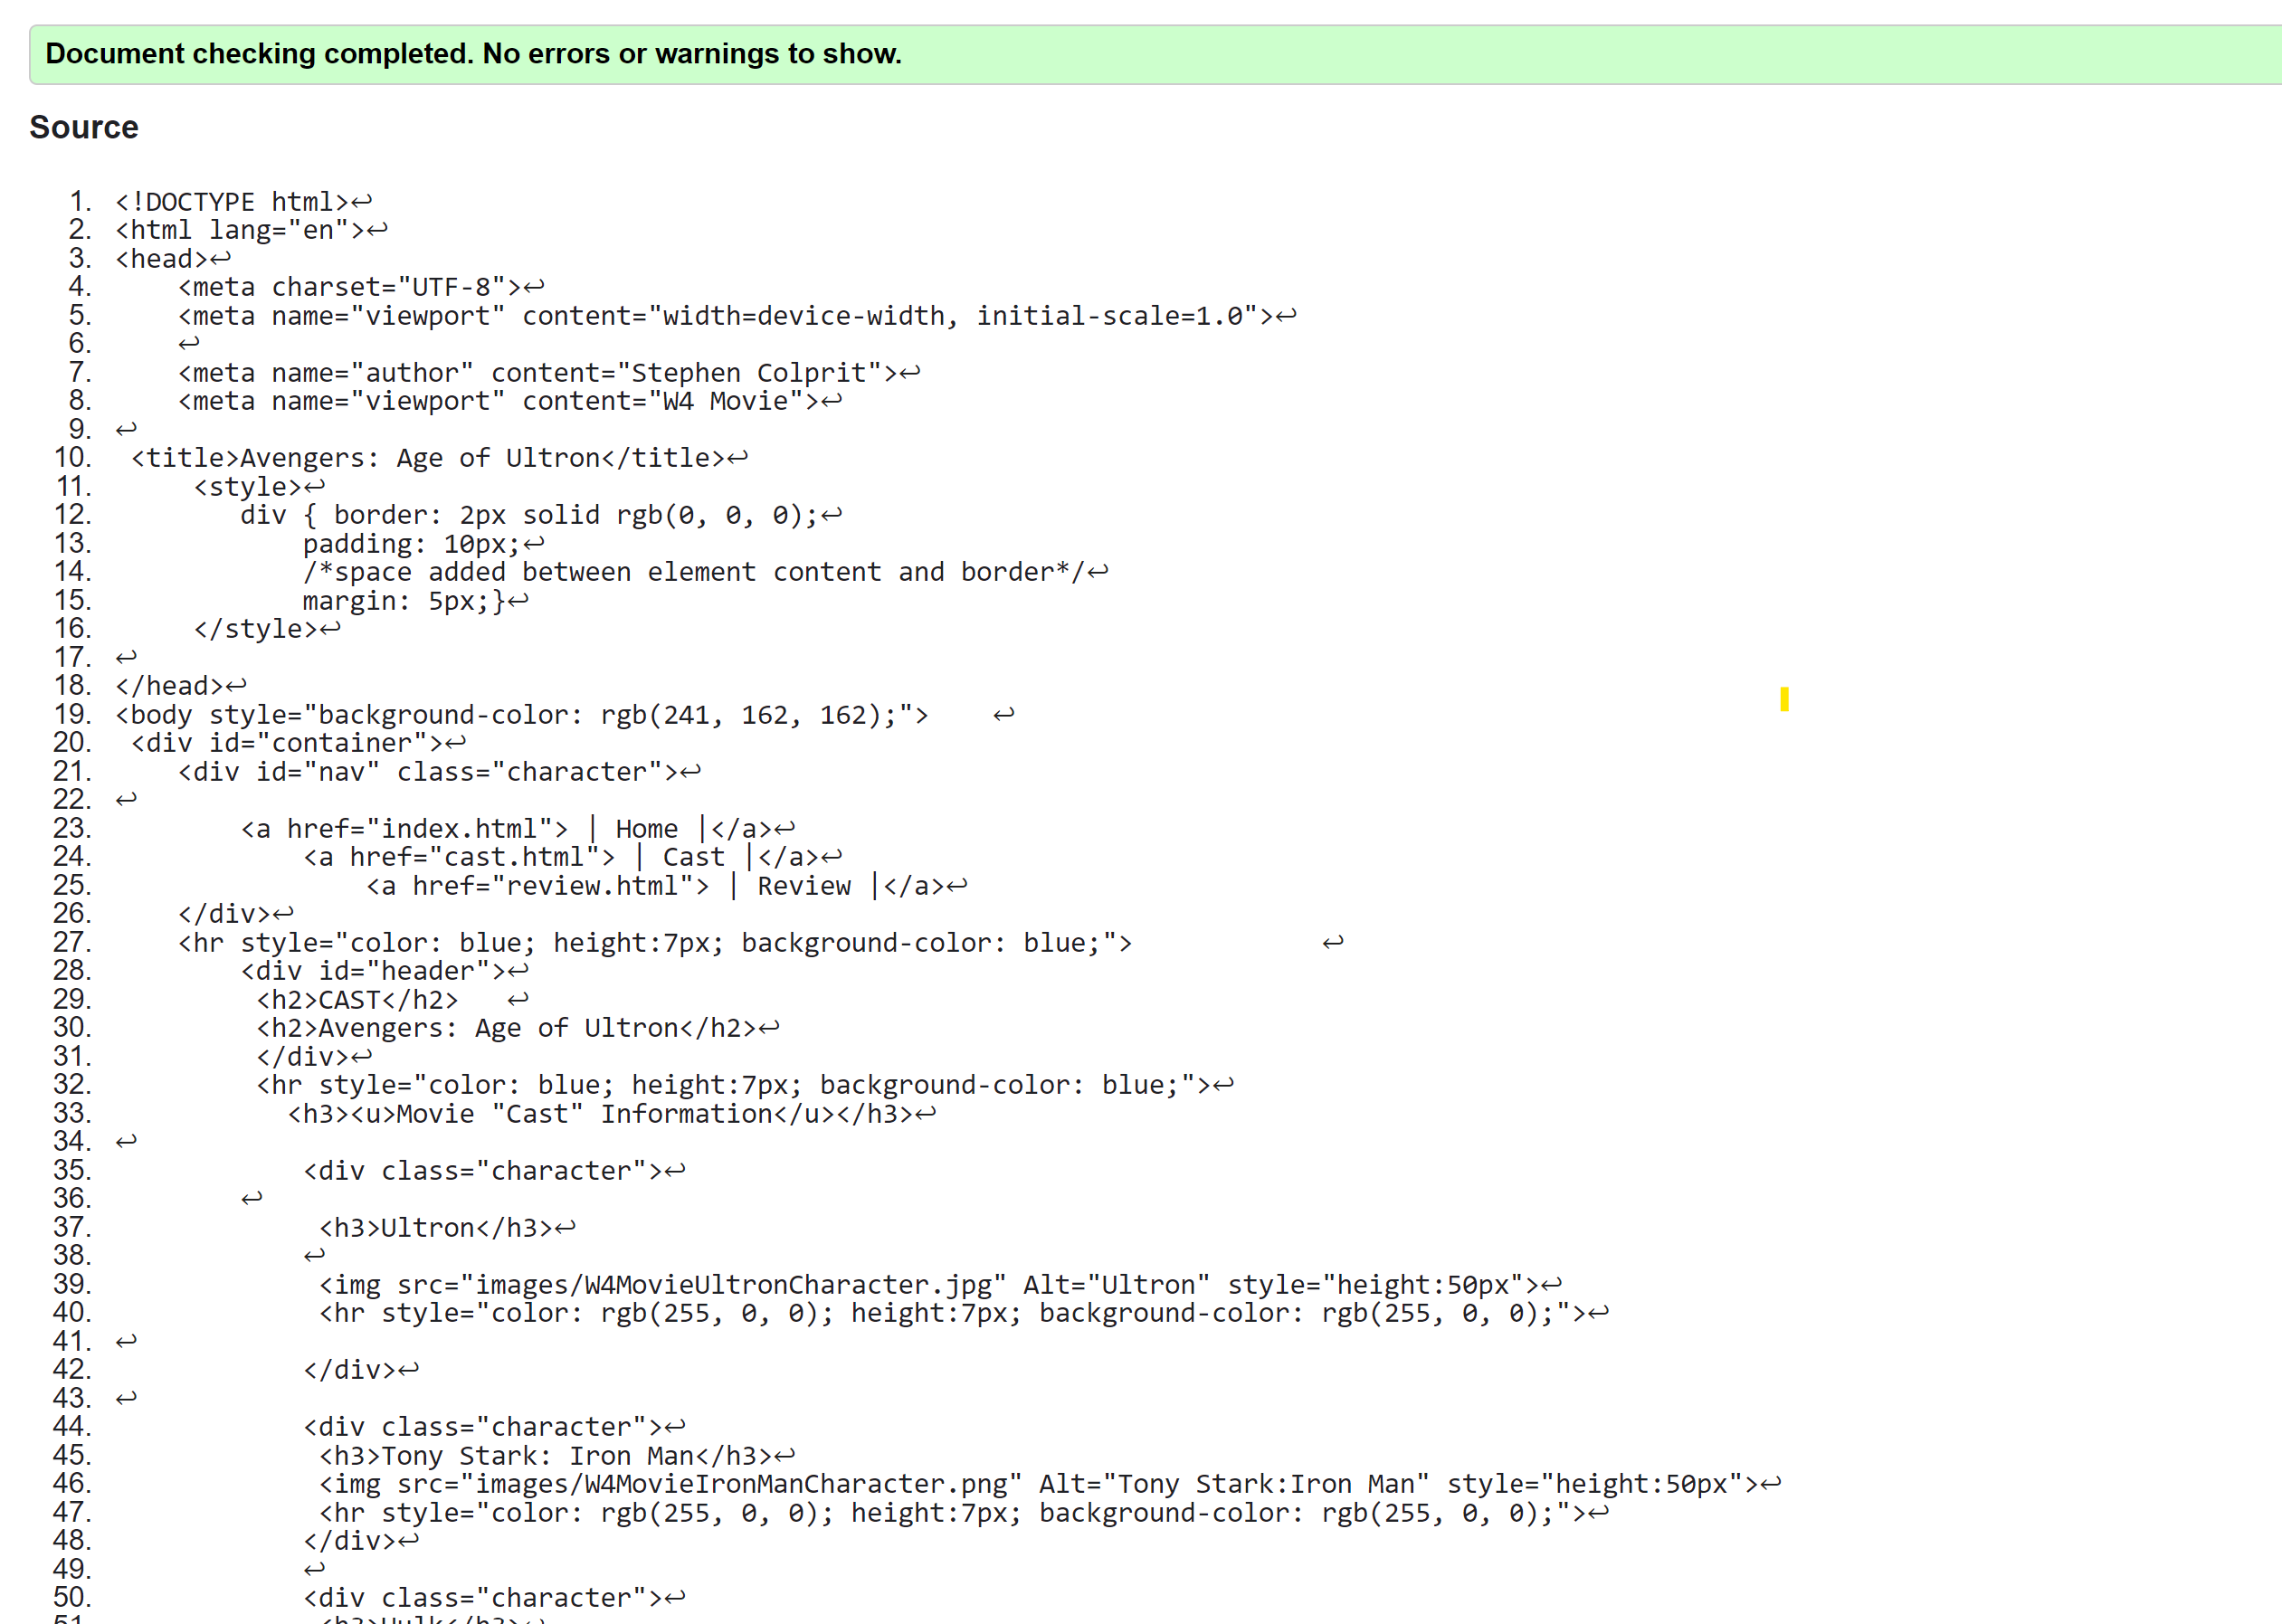 Document checking completed. No errors or warnings to show.
Source
1. <!DOCTYPE html>↩
2. <html lang="en">↩
3. <head>↩
4.     <meta charset="UTF-8">↩
5.     <meta name="viewport" content="width=device-width, initial-scale=1.0">↩
6.     ↩
7.     <meta name="author" content="Stephen Colprit">↩
8.     <meta name="viewport" content="W4 Movie">↩
9. ↩
10.  <title>Avengers: Age of Ultron</title>↩
11.      <style>↩
12.         div { border: 2px solid rgb(0, 0, 0);↩
13.             padding: 10px;↩
14.             /*space added between element content and border*/↩
15.             margin: 5px;}↩
16.      </style>↩
17. ↩
18. </head>↩
19. <body style="background-color: rgb(241, 162, 162);">    ↩
20.  <div id="container">↩
21.     <div id="nav" class="character">↩
22. ↩
23.         <a href="index.html"> | Home |</a>↩
24.             <a href="cast.html"> | Cast |</a>↩
25.                 <a href="review.html"> | Review |</a>↩
26.     </div>↩
27.     <hr style="color: blue; height:7px; background-color: blue;">            ↩
28.         <div id="header">↩
29.          <h2>CAST</h2>   ↩
30.          <h2>Avengers: Age of Ultron</h2>↩
31.          </div>↩
32.          <hr style="color: blue; height:7px; background-color: blue;">↩
33.            <h3><u>Movie "Cast" Information</u></h3>↩
34. ↩
35.             <div class="character">↩
36.         ↩
37.              <h3>Ultron</h3>↩
38.             ↩
39.              <img src="images/W4MovieUltronCharacter.jpg" Alt="Ultron" style="height:50px">↩
40.              <hr style="color: rgb(255, 0, 0); height:7px; background-color: rgb(255, 0, 0);">↩
41. ↩
42.             </div>↩
43. ↩
44.             <div class="character">↩
45.              <h3>Tony Stark: Iron Man</h3>↩
46.              <img src="images/W4MovieIronManCharacter.png" Alt="Tony Stark:Iron Man" style="height:50px">↩
47.              <hr style="color: rgb(255, 0, 0); height:7px; background-color: rgb(255, 0, 0);">↩
48.             </div>↩
49.             ↩
50.             <div class="character">↩
51.              <h3>Hulk</h3>↩